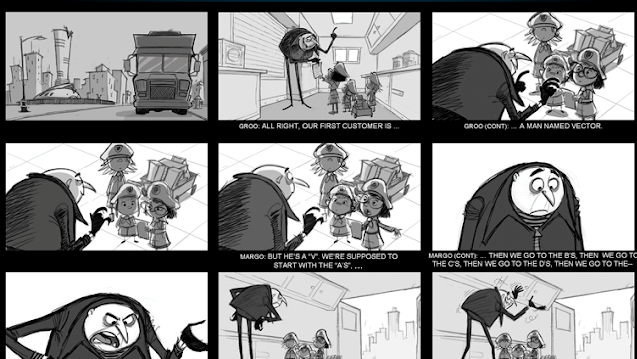 GROO: ALL RIGHT, OUR FIRST CUSTOMER IS ...
GROO (CONT): ... A MAN NAMED VECTOR.
MARGO: BUT HE'S A "V". WE'RE SUPPOSED TO
START WITH THE "A'S", ...
MARGO (CONT): ... THEN WE GO TO THE B'S, THEN WE GO TO
THE C'S, THEN WE GO TO THE D'S, THEN WE GO TO THE--